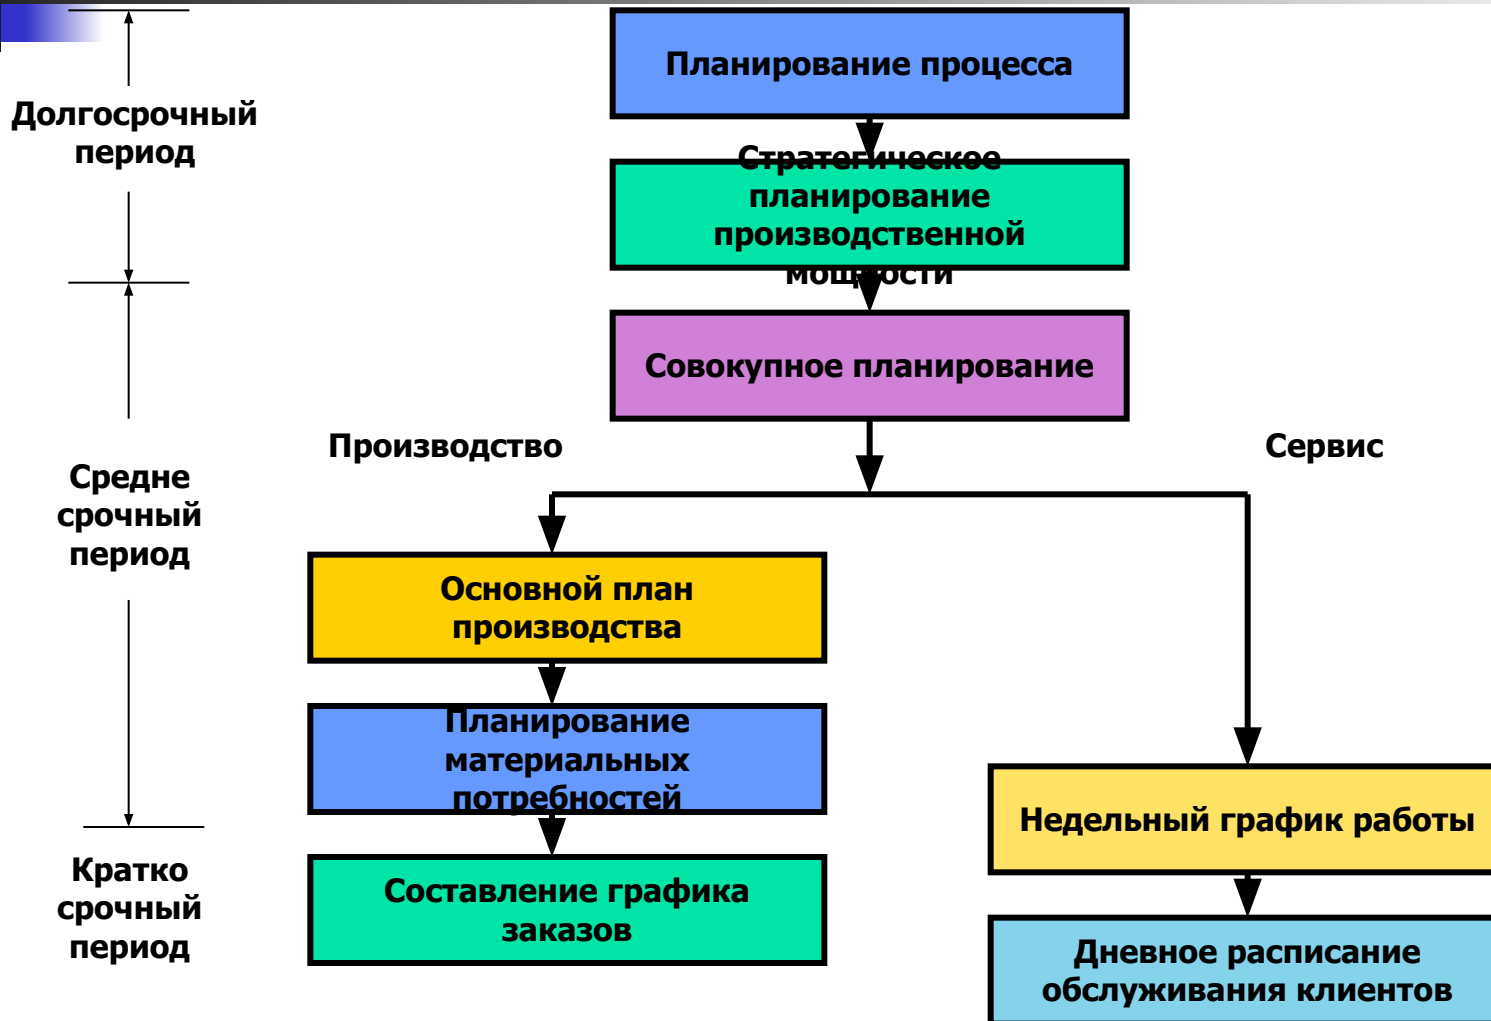 Планирование процесса
Долгосрочный
период
Стратегическое
планирование
производственной
мощности
Совокупное планирование
Производство
Сервис
Средне
срочный
период
Основной план
производства
Планирование
материальных
потребностей
Недельный график работы
Кратко
срочный
период
Составление графика
заказов
Дневное расписание
обслуживания клиентов